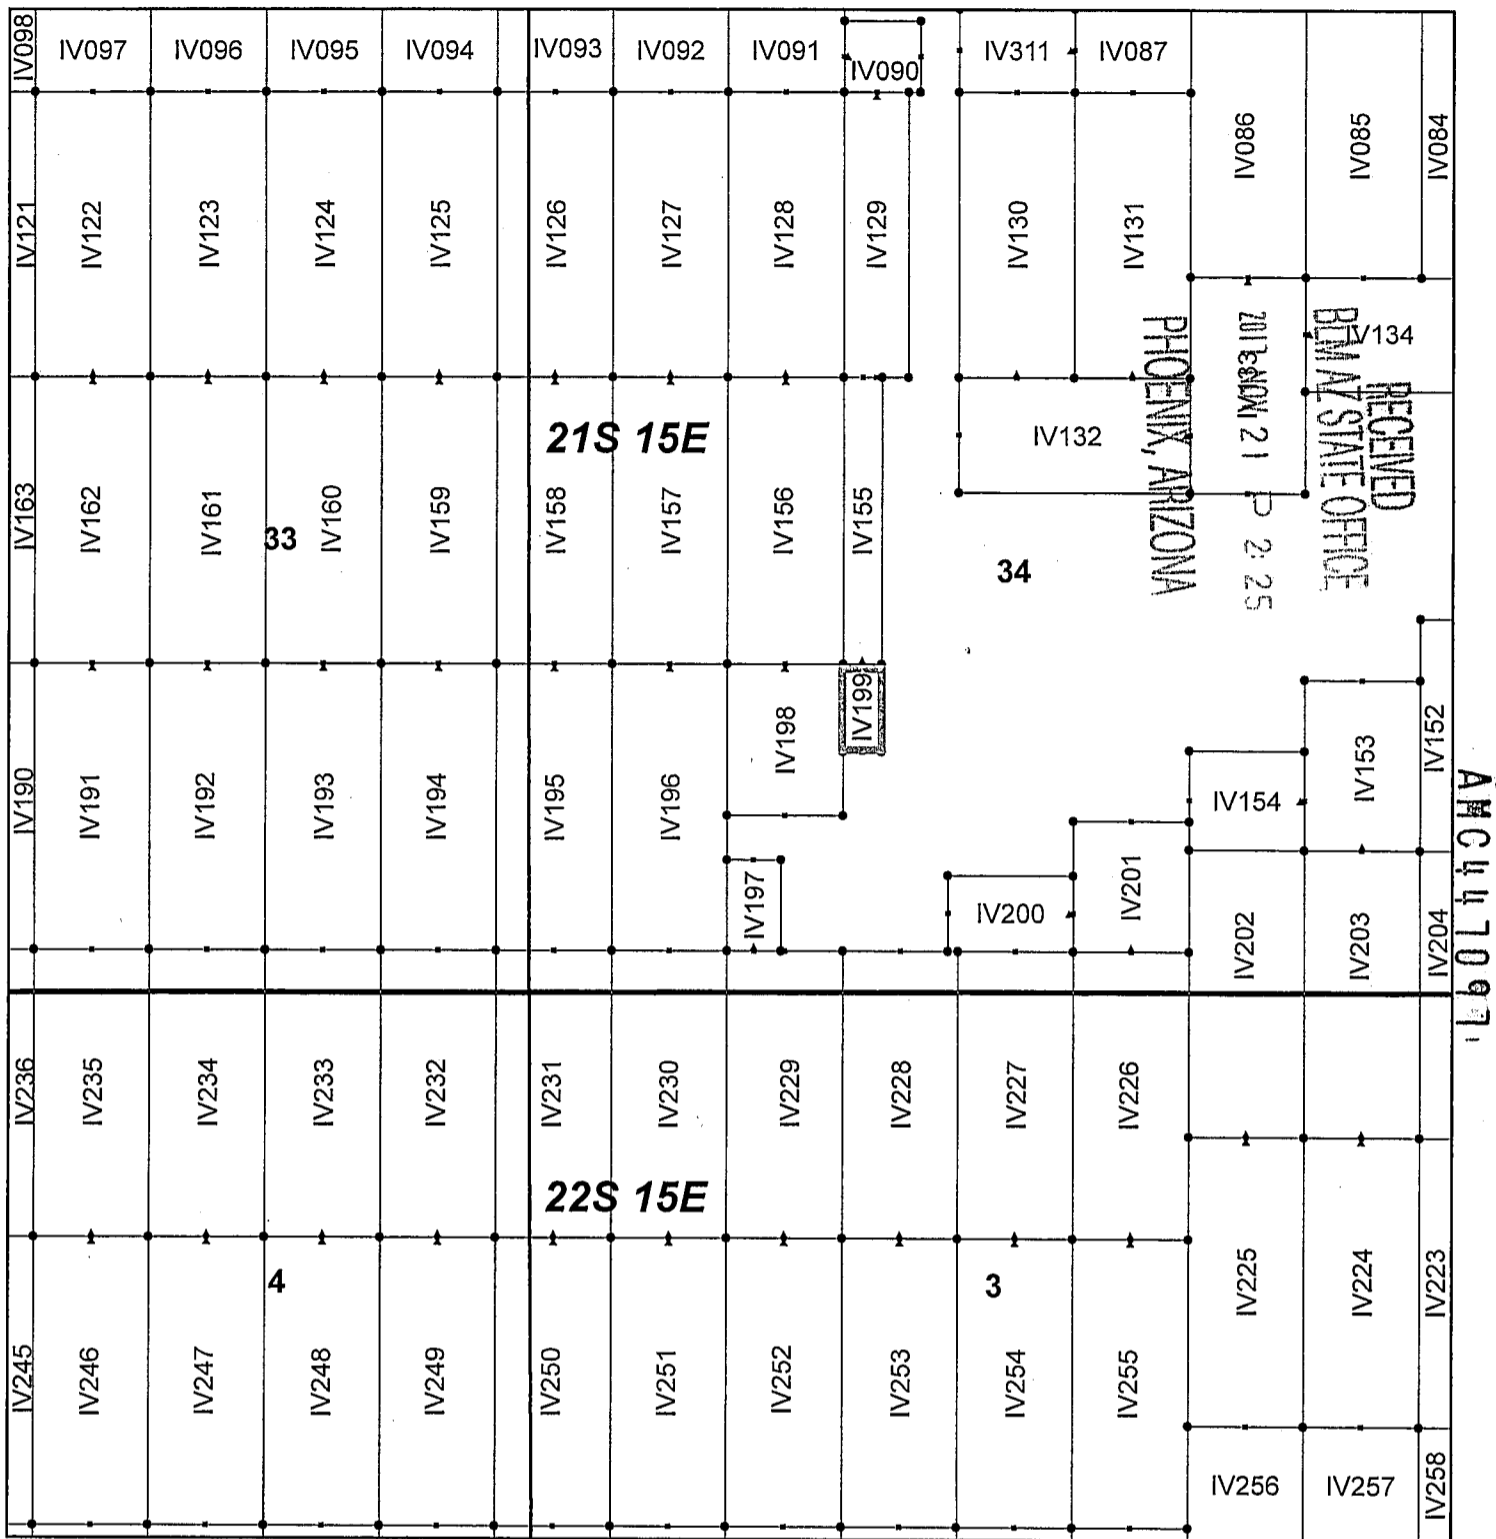 IV098 IV097 IV096 IV095 IV094 IV093 IV092 IV091 IV090 IV311 IV087
IV086 IV085 IV084
IV121 IV122 IV123 IV124 IV125 IV126 IV127 IV128 IV129 IV130 IV131
IV134
21S 15E
IV132
IV163 IV162 IV161 33 IV160 IV159 IV158 IV157 IV156 IV155
34
RECEIVED
BLM AZ STATE OFFICE
NOV 21 P 2:25
PHOENIX, ARIZONA
IV199
IV198
IV190 IV191 IV192 IV193 IV194 IV195 IV196
IV154 IV153 IV152
IV197 IV200 IV201
IV202 IV203 IV204
AMC447097
IV236 IV235 IV234 IV233 IV232 IV231 IV230 IV229 IV228 IV227 IV226
22S 15E
4
3
IV225 IV224 IV223
IV245 IV246 IV247 IV248 IV249 IV250 IV251 IV252 IV253 IV254 IV255
IV256 IV257 IV258